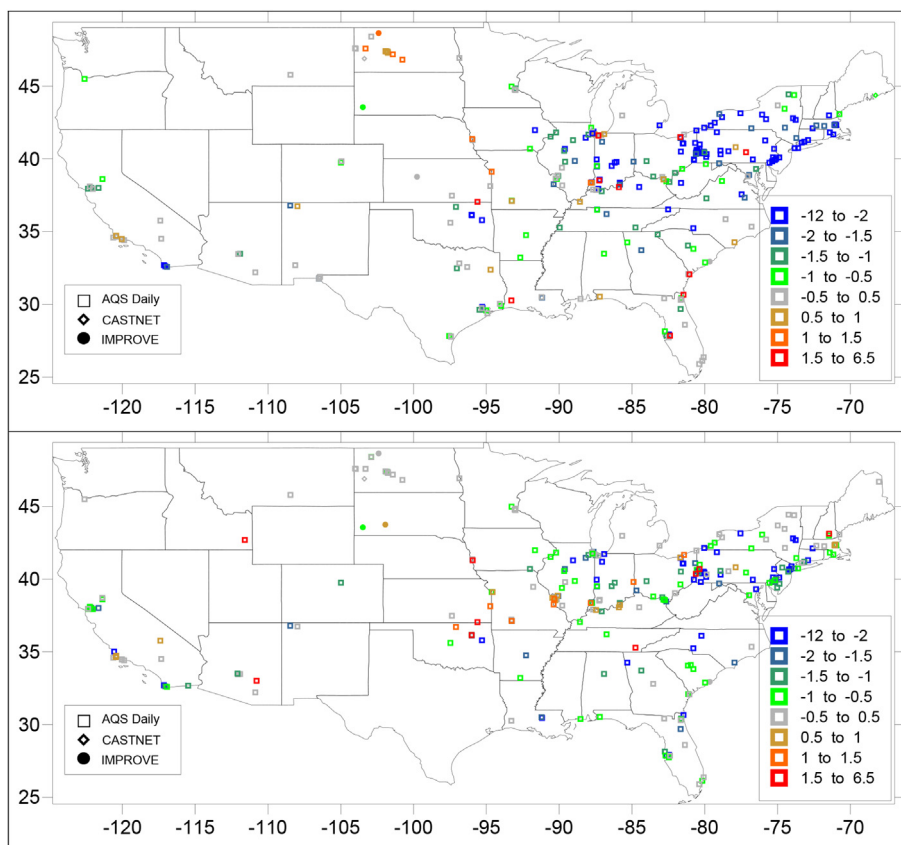 45
40
35
30
25
AQS Daily
CASTNET
IMPROVE
-12 to -2
-2 to -1.5
-1.5 to -1
-1 to -0.5
-0.5 to 0.5
0.5 to 1
1 to 1.5
1.5 to 6.5
-120 -115 -110 -105 -100 -95 -90 -85 -80 -75 -70
45
40
35
30
25
AQS Daily
CASTNET
IMPROVE
-12 to -2
-2 to -1.5
-1.5 to -1
-1 to -0.5
-0.5 to 0.5
0.5 to 1
1 to 1.5
1.5 to 6.5
-120 -115 -110 -105 -100 -95 -90 -85 -80 -75 -70